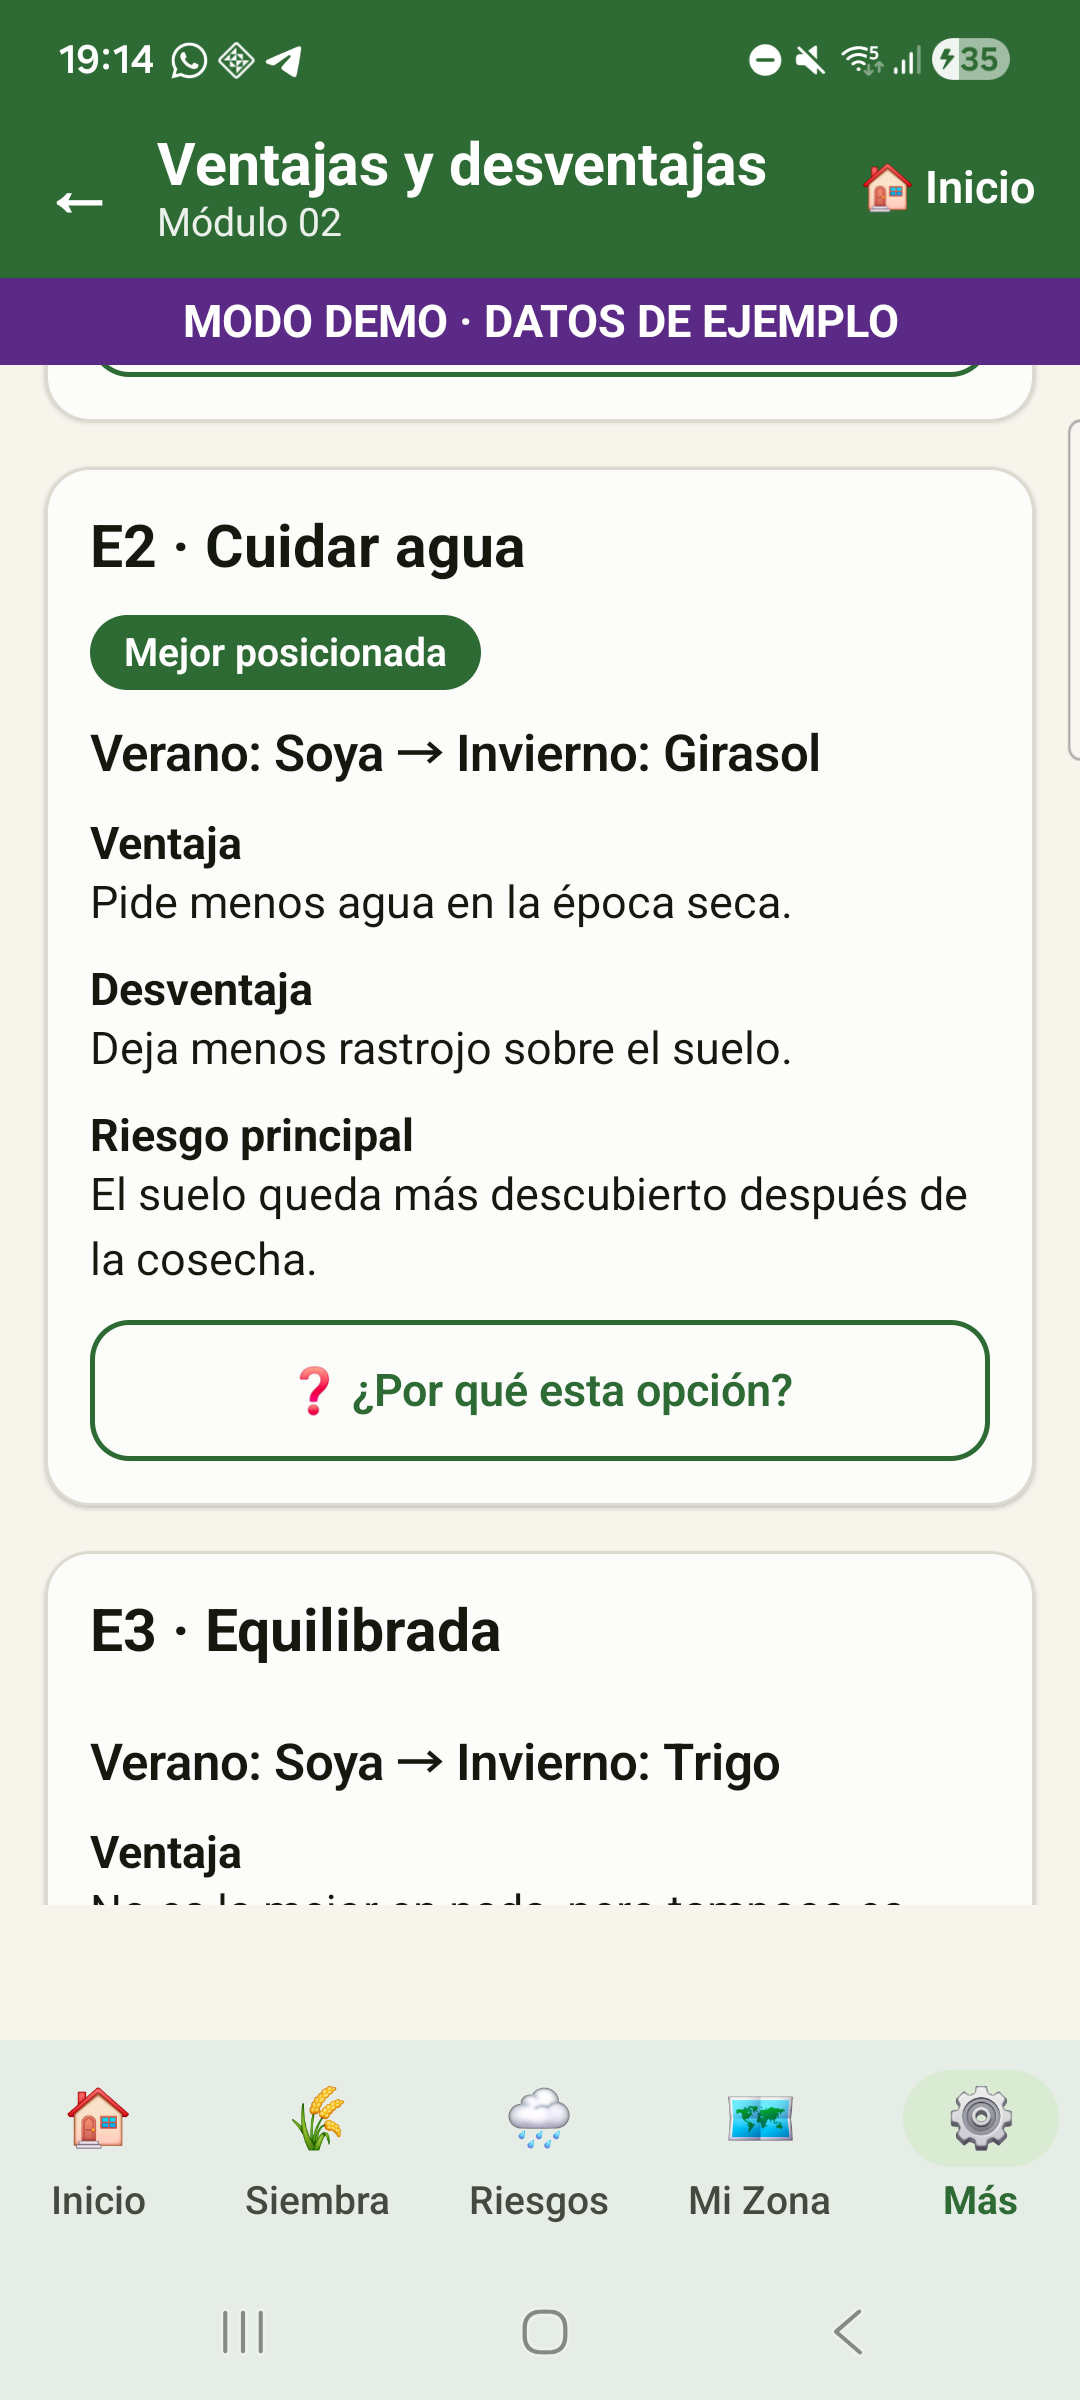 19:14
5
35
Ventajas y desventajas
Módulo 02
← 🏠 Inicio
MODO DEMO · DATOS DE EJEMPLO
E2 · Cuidar agua
Mejor posicionada
Verano: Soya → Invierno: Girasol
Ventaja
Pide menos agua en la época seca.
Desventaja
Deja menos rastrojo sobre el suelo.
Riesgo principal
El suelo queda más descubierto después de
la cosecha.
❓ ¿Por qué esta opción?
E3 · Equilibrada
Verano: Soya → Invierno: Trigo
Ventaja
Inicio
Siembra
Riesgos
Mi Zona
Más